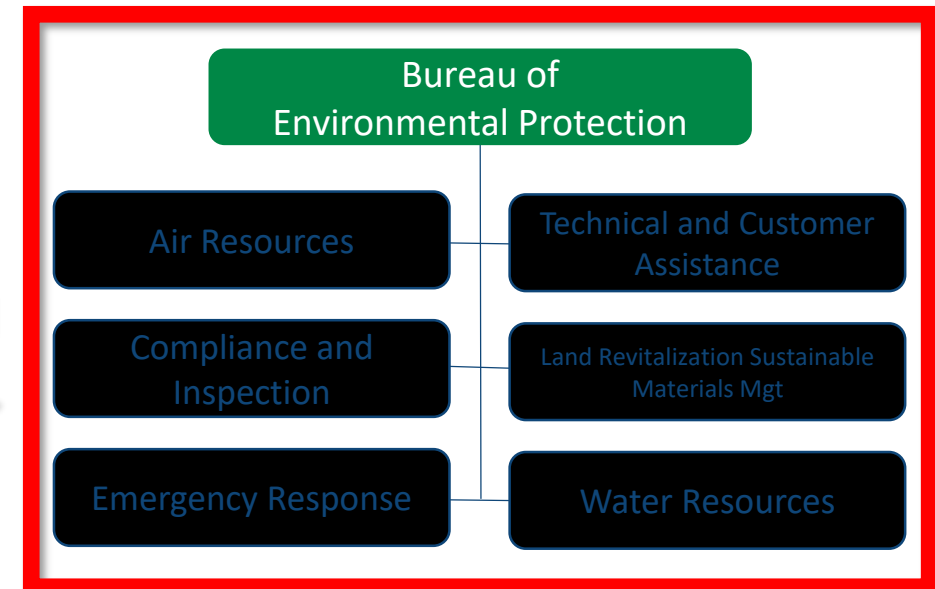 Bureau of
Environmental Protection
Air Resources
Technical and Customer
Assistance
Compliance and
Inspection
Land Revitalization Sustainable
Materials Mgt
Emergency Response
Water Resources